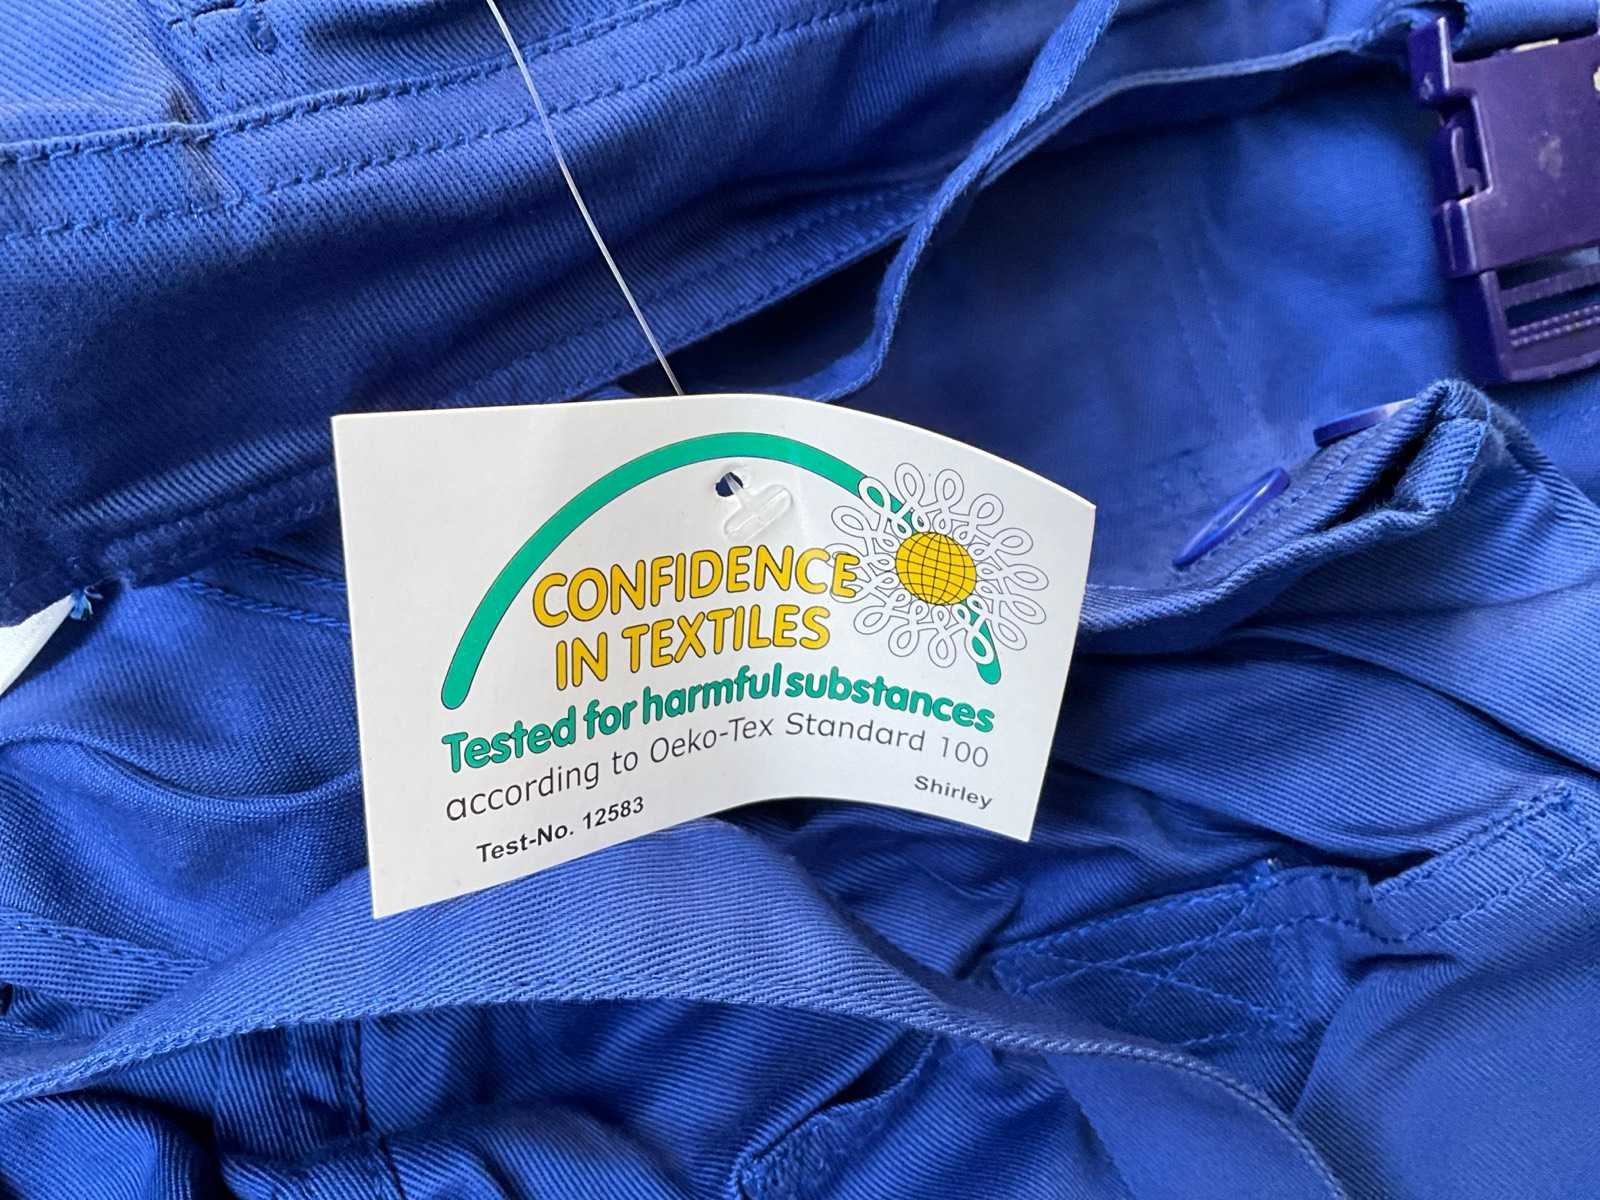 CONFIDENCE
IN TEXTILES
Tested for harmful substances
according to Oeko-Tex Standard 100
Shirley
Test-No. 12583